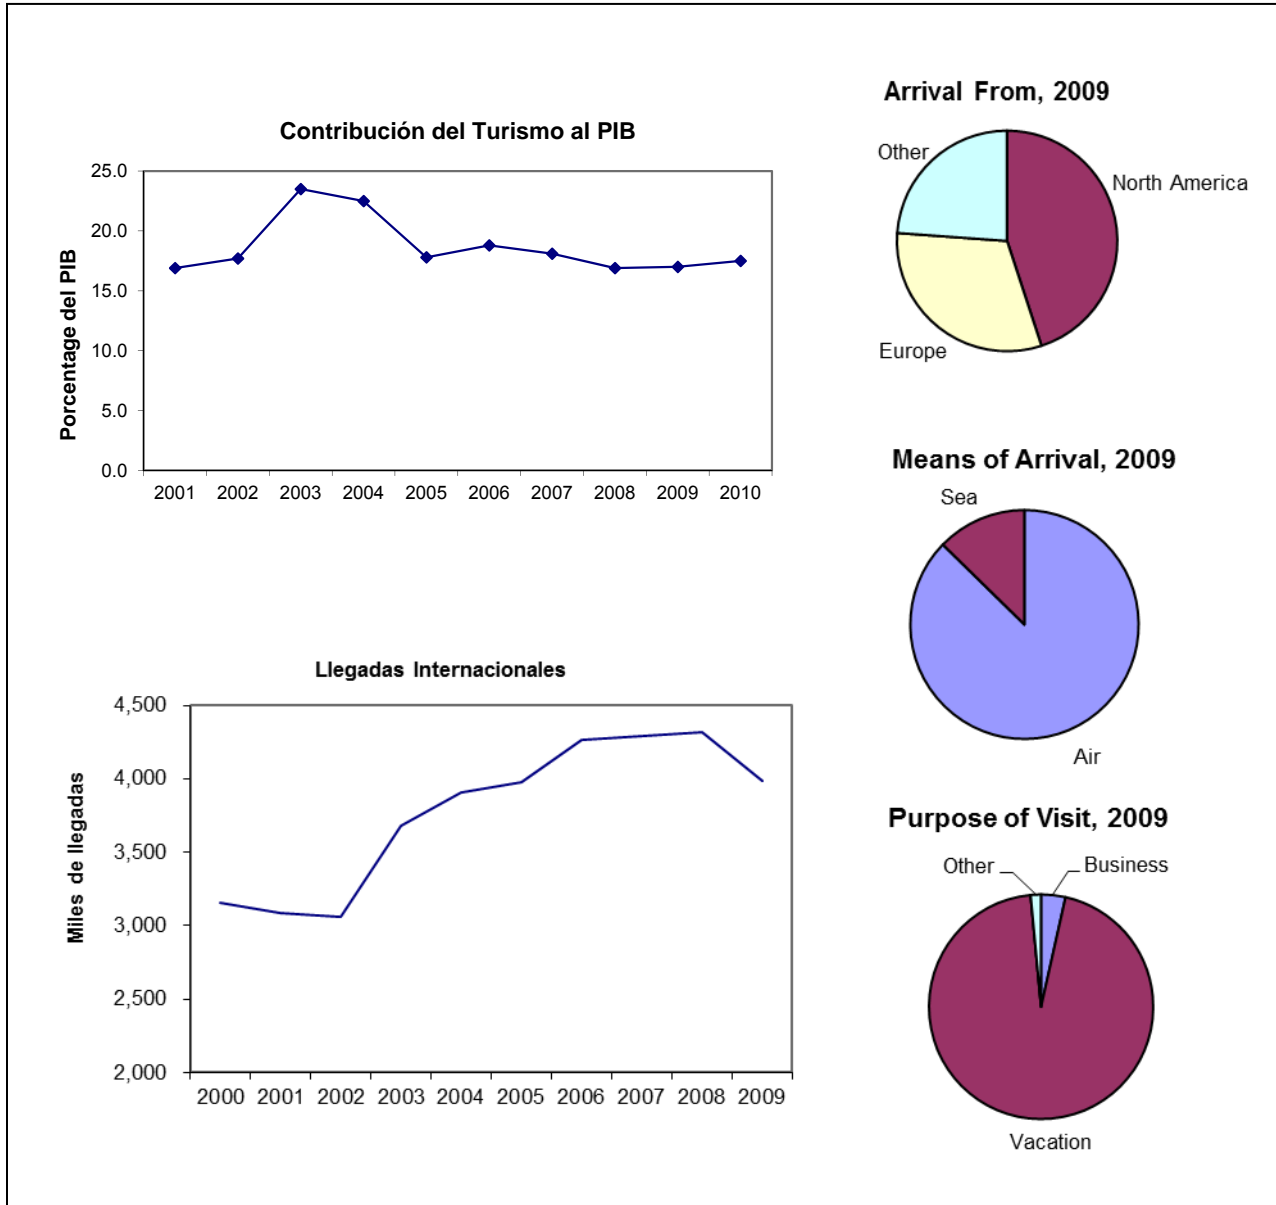 Contribución del Turismo al PIB
Porcentage del PIB
25.0
20.0
15.0
10.0
5.0
0.0
2001 2002 2003 2004 2005 2006 2007 2008 2009 2010
Llegadas Internacionales
Miles de llegadas
4,500
4,000
3,500
3,000
2,500
2,000
2000 2001 2002 2003 2004 2005 2006 2007 2008 2009
Arrival From, 2009
Other
North America
Europe
Means of Arrival, 2009
Sea
Air
Purpose of Visit, 2009
Other
Business
Vacation